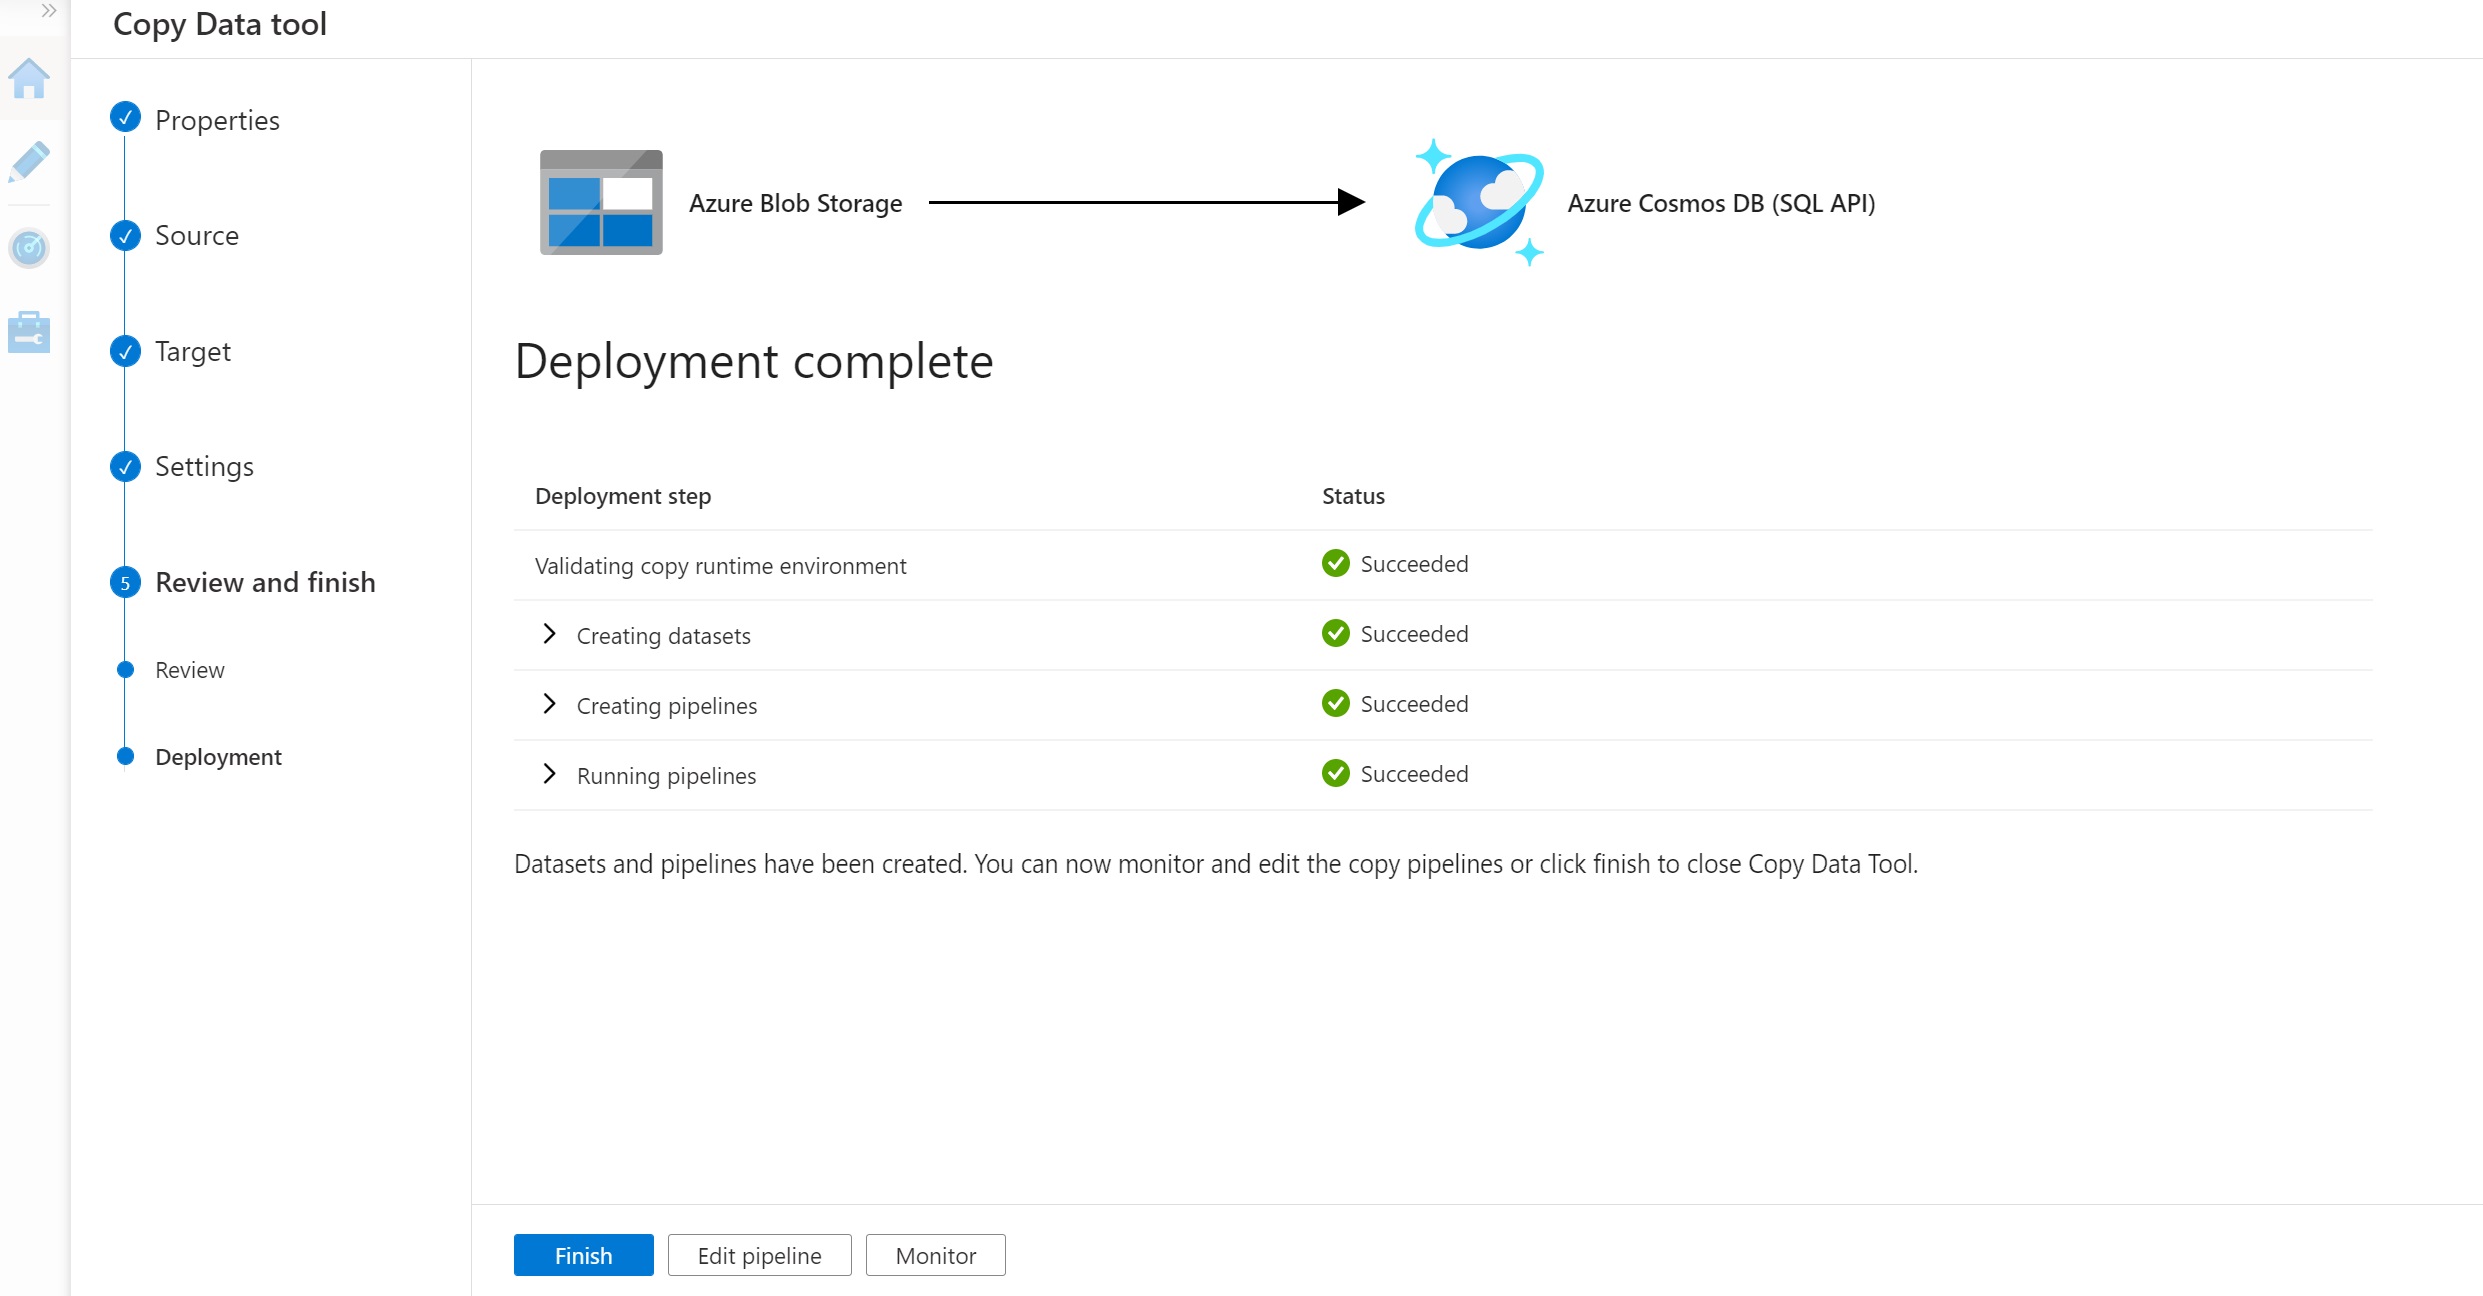 Copy Data tool
Properties
Source
Target
Settings
5 Review and finish
Review
Deployment
Azure Blob Storage
Azure Cosmos DB (SQL API)
Deployment complete
Deployment step Status
Validating copy runtime environment Succeeded
Creating datasets Succeeded
Creating pipelines Succeeded
Running pipelines Succeeded
Datasets and pipelines have been created. You can now monitor and edit the copy pipelines or click finish to close Copy Data Tool.
Finish Edit pipeline Monitor